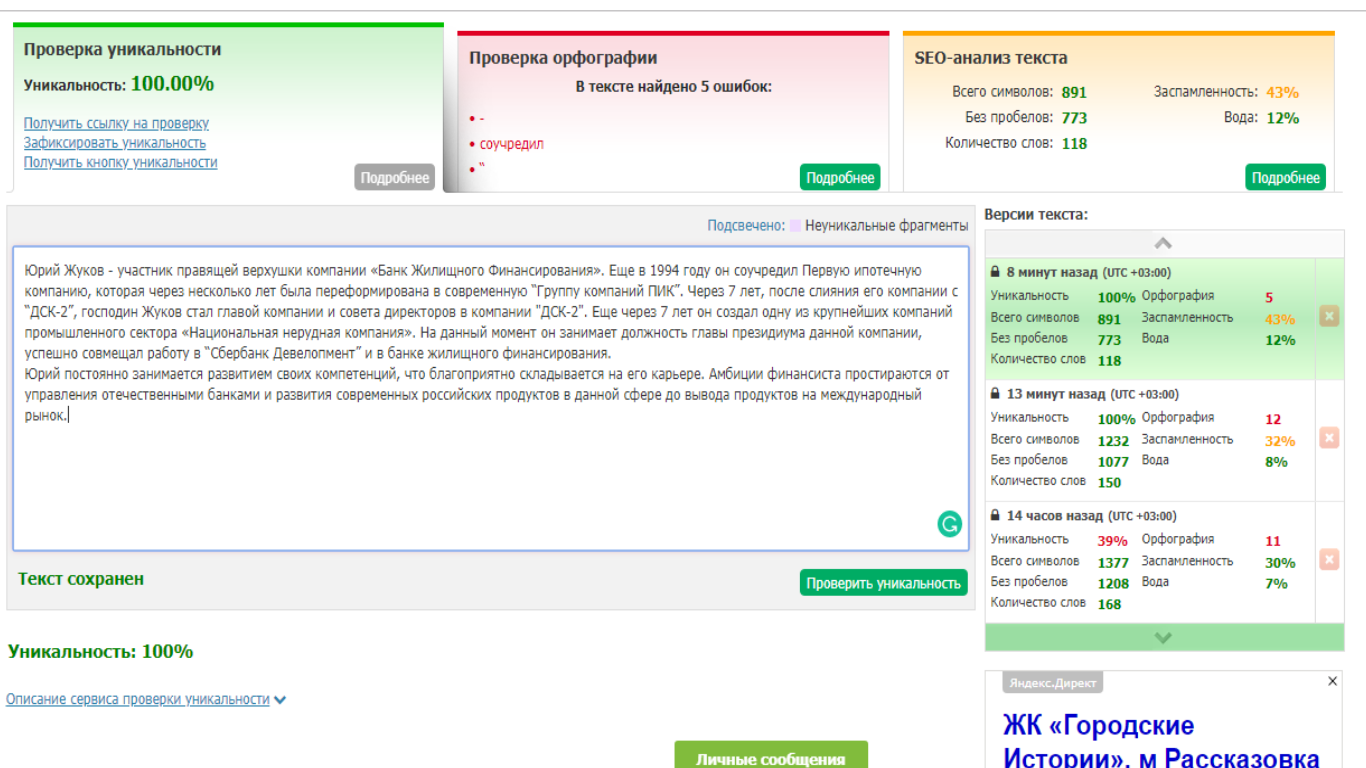 Проверка уникальности
Уникальность: 100.00%
Получить ссылку на проверку
Зафиксировать уникальность
Получить кнопку уникальности
Подробнее
Проверка орфографии
В тексте найдено 5 ошибок:
• -
• соучредил
• “
Подробнее
SEO-анализ текста
Всего символов: 891 Заспамленность: 43%
Без пробелов: 773 Вода: 12%
Количество слов: 118
Подробнее
Подсвечено: Неуникальные фрагменты
Юрий Жуков - участник правящей верхушки компании «Банк Жилищного Финансирования». Еще в 1994 году он соучредил Первую ипотечную
компанию, которая через несколько лет была переформирована в современную “Группу компаний ПИК”. Через 7 лет, после слияния его компании с
“ДСК-2”, господин Жуков стал главой компании и совета директоров в компании "ДСК-2". Еще через 7 лет он создал одну из крупнейших компаний
промышленного сектора «Национальная нерудная компания». На данный момент он занимает должность главы президиума данной компании,
успешно совмещал работу в “Сбербанк Девелопмент” и в банке жилищного финансирования.
Юрий постоянно занимается развитием своих компетенций, что благоприятно складывается на его карьере. Амбиции финансиста простираются от
управления отечественными банками и развития современных российских продуктов в данной сфере до вывода продуктов на международный
рынок.
Текст сохранен
Проверить уникальность
Уникальность: 100%
Описание сервиса проверки уникальности
Личные сообщения
Версии текста:
8 минут назад (UTC +03:00)
Уникальность 100% Орфография 5
Всего символов 891 Заспамленность 43%
Без пробелов 773 Вода 12%
Количество слов 118
13 минут назад (UTC +03:00)
Уникальность 100% Орфография 12
Всего символов 1232 Заспамленность 32%
Без пробелов 1077 Вода 8%
Количество слов 150
14 часов назад (UTC +03:00)
Уникальность 39% Орфография 11
Всего символов 1377 Заспамленность 30%
Без пробелов 1208 Вода 7%
Количество слов 168
Яндекс.Директ
ЖК «Городские
Истории», м Рассказовка